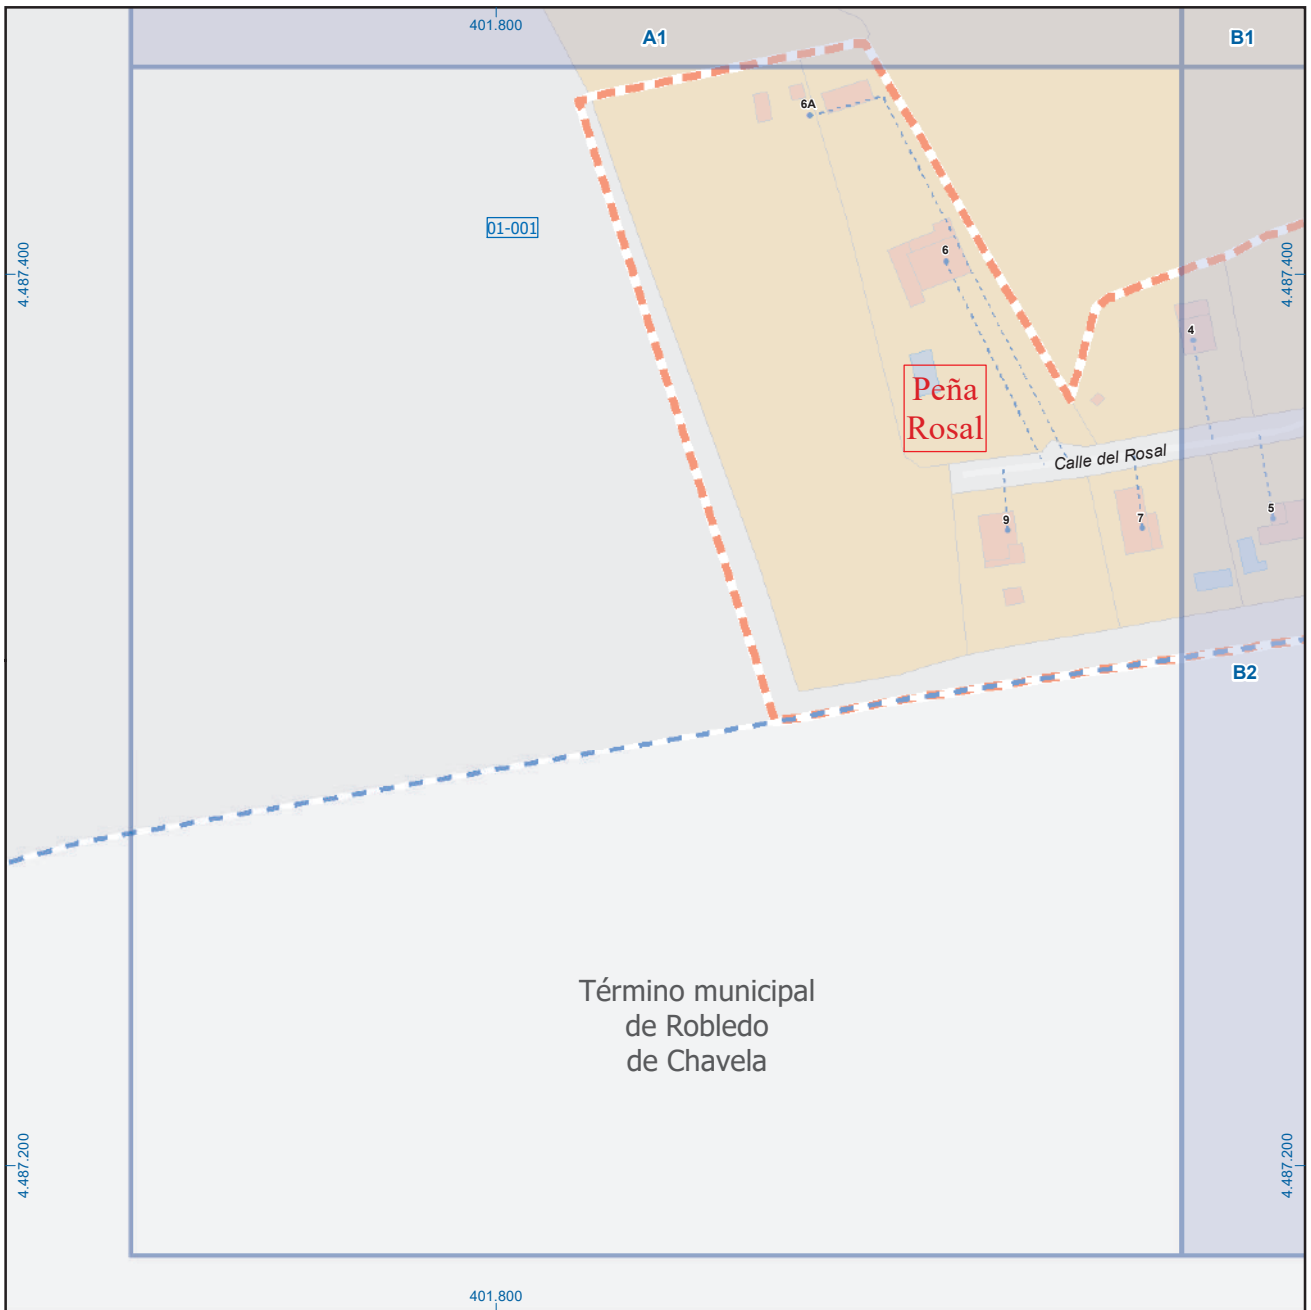 401.800
A1
B1
6A
01-001
4.487.400
4.487.400
6
4
Peña
Rosal
Calle del Rosal
9
7
5
B2
Término municipal
de Robledo
de Chavela
4.487.200
4.487.200
401.800